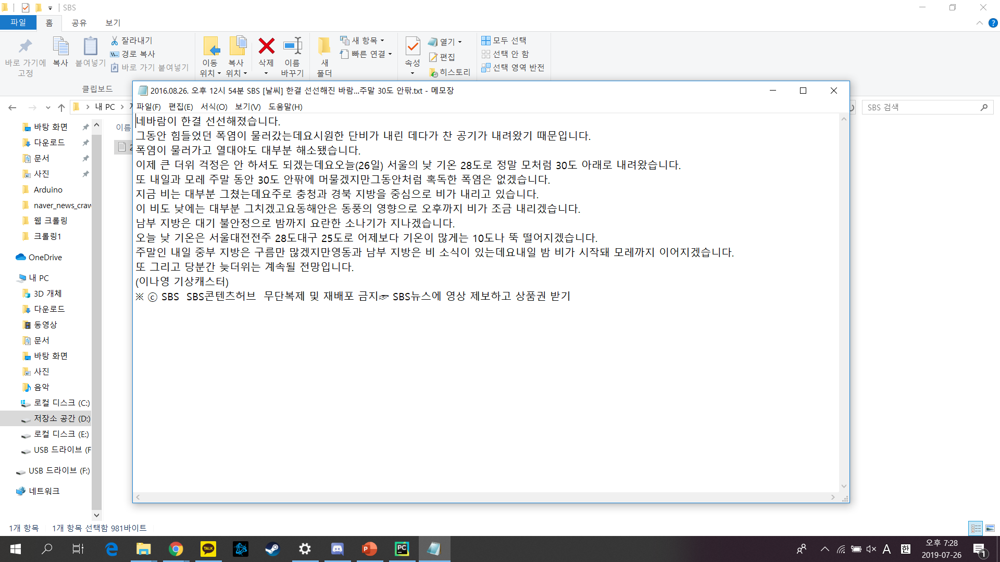 SBS
파일
홈
공유
보기
바로 가기에
고정
복사
붙여넣기
잘라내기
경로 복사
바로 가기 붙여넣기
클립보드
이동
위치
복사
위치
삭제
이름
바꾸기
새
폴더
새 항목
빠른 연결
속성
열기
편집
히스토리
모두 선택
선택 안 함
선택 영역 반전
내 PC
SBS 검색
이름
바탕 화면
다운로드
문서
사진
Arduino
naver_news_craw
웹 크롤링
크롤링1
OneDrive
내 PC
3D 개체
다운로드
동영상
문서
바탕 화면
사진
음악
로컬 디스크 (C:)
저장소 공간 (D:)
로컬 디스크 (E:)
USB 드라이브 (F
USB 드라이브 (F:)
네트워크
2016.08.26. 오후 12시 54분 SBS [날씨] 한결 선선해진 바람...주말 30도 안팎.txt - 메모장
파일(F) 편집(E) 서식(O) 보기(V) 도움말(H)
네바람이 한결 선선해졌습니다.
그동안 힘들었던 폭염이 물러갔는데요시원한 단비가 내린 데다가 찬 공기가 내려왔기 때문입니다.
폭염이 물러가고 열대야도 대부분 해소됐습니다.
이제 큰 더위 걱정은 안 하셔도 되겠는데요오늘(26일) 서울의 낮 기온 28도로 정말 모처럼 30도 아래로 내려왔습니다.
또 내일과 모레 주말 동안 30도 안팎에 머물겠지만그동안처럼 혹독한 폭염은 없겠습니다.
지금 비는 대부분 그쳤는데요주로 충청과 경북 지방을 중심으로 비가 내리고 있습니다.
이 비도 낮에는 대부분 그치겠고요동해안은 동풍의 영향으로 오후까지 비가 조금 내리겠습니다.
남부 지방은 대기 불안정으로 밤까지 요란한 소나기가 지나겠습니다.
오늘 낮 기온은 서울대전전주 28도대구 25도로 어제보다 기온이 많게는 10도나 뚝 떨어지겠습니다.
주말인 내일 중부 지방은 구름만 많겠지만영동과 남부 지방은 비 소식이 있는데요내일 밤 비가 시작돼 모레까지 이어지겠습니다.
또 그리고 당분간 늦더위는 계속될 전망입니다.
(이나영 기상캐스터)
※ ⓒ SBS SBS콘텐츠허브 무단복제 및 재배포 금지☞ SBS뉴스에 영상 제보하고 상품권 받기
1개 항목 1개 항목 선택함 981바이트
TALK
PC
A
한
오후 7:28
2019-07-26
1